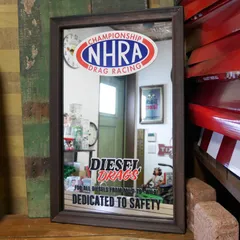 CHAMPIONSHIP
NHRA
DRAG RACING
DIESEL
DRAGS
DEDICATED TO SAFETY